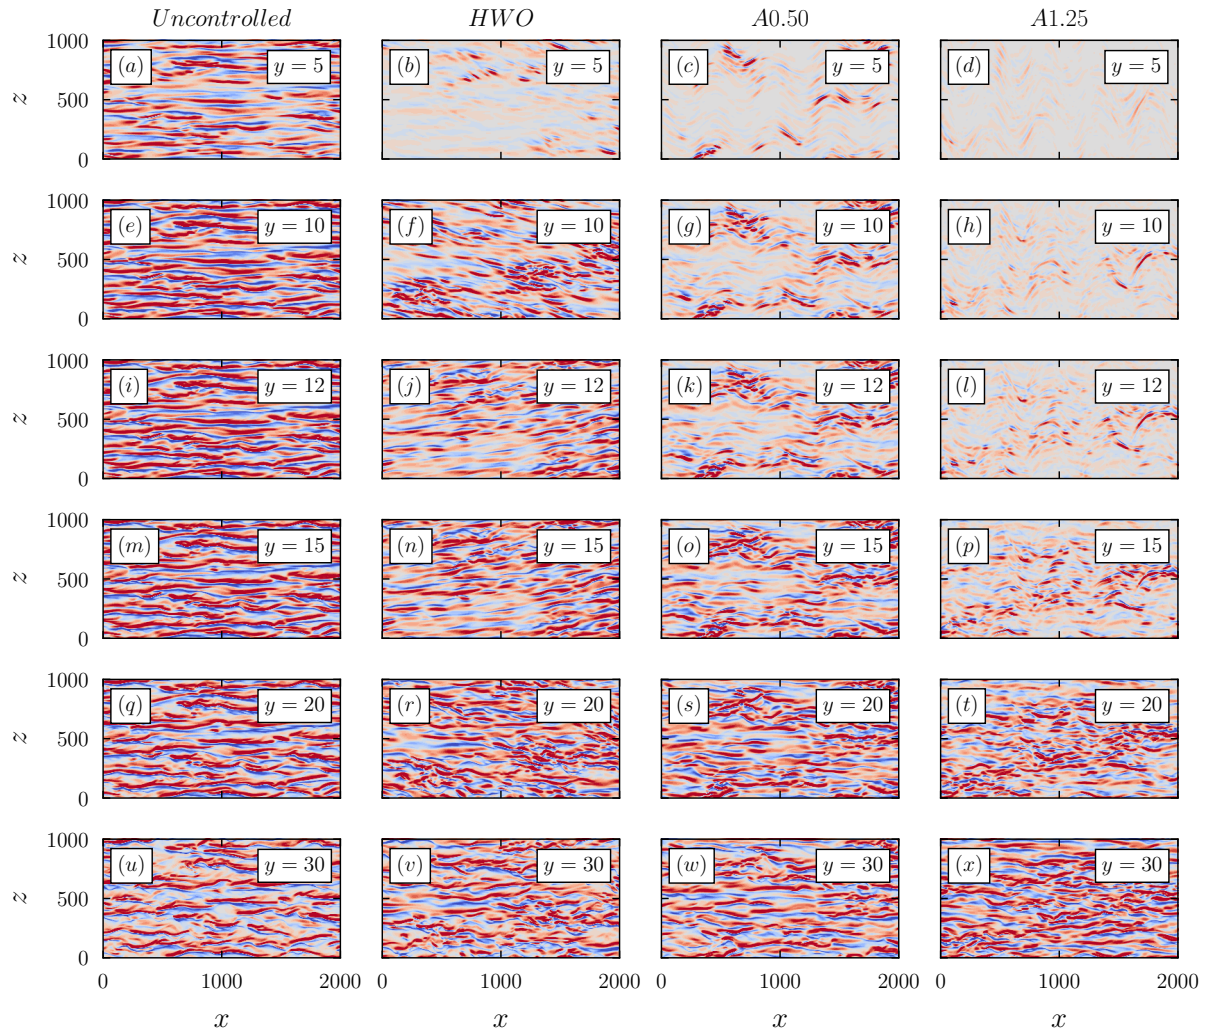 Uncontrolled HWO A0.50 A1.25
1000 (a) y = 5 (b) y = 5 (c) y = 5 (d) y = 5
z 500
0
1000 (e) y = 10 (f) y = 10 (g) y = 10 (h) y = 10
z 500
0
1000 (i) y = 12 (j) y = 12 (k) y = 12 (l) y = 12
z 500
0
1000 (m) y = 15 (n) y = 15 (o) y = 15 (p) y = 15
z 500
0
1000 (q) y = 20 (r) y = 20 (s) y = 20 (t) y = 20
z 500
0
1000 (u) y = 30 (v) y = 30 (w) y = 30 (x) y = 30
z 500
0
0 1000 2000 0 1000 2000 0 1000 2000 0 1000 2000
x x x x